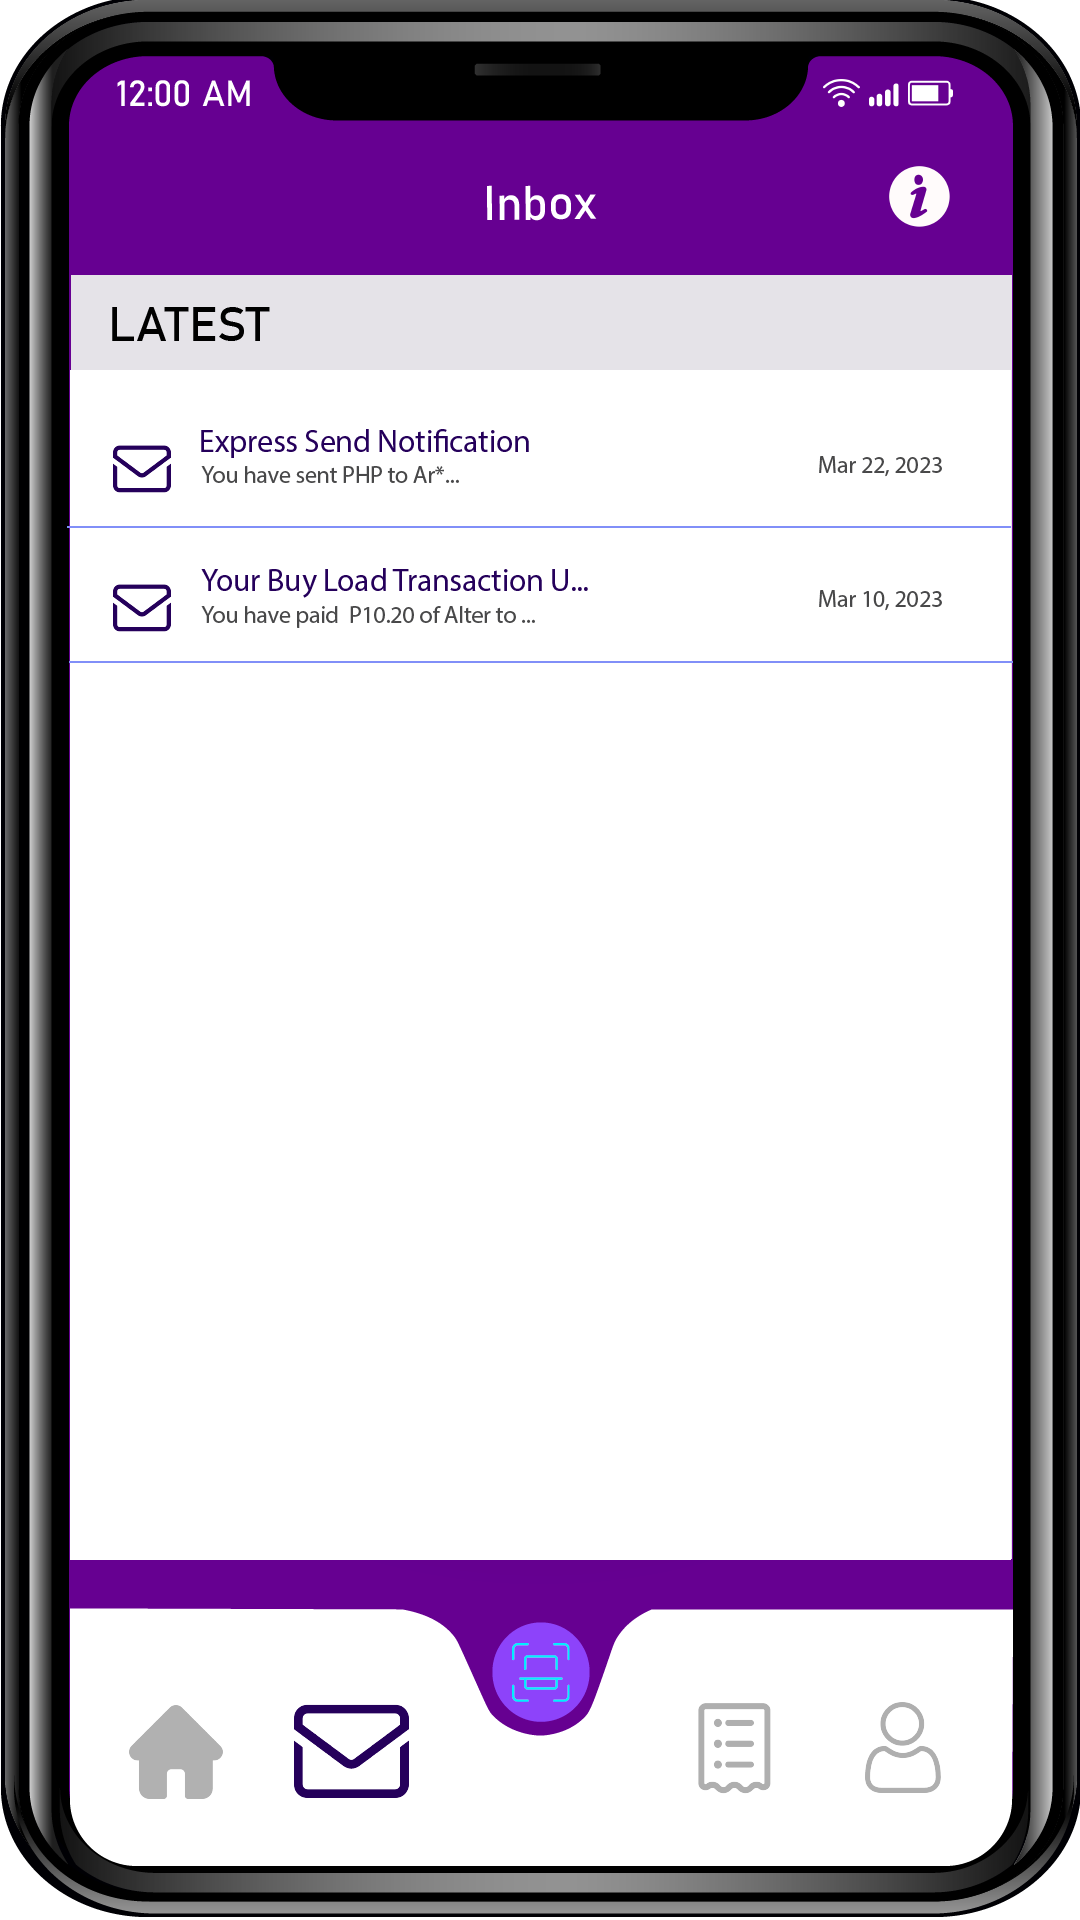 12:00 AM
Inbox
i
LATEST
Express Send Notification
You have sent PHP to Ar*...
Mar 22, 2023
Your Buy Load Transaction U...
You have paid  P10.20 of Alter to ...
Mar 10, 2023